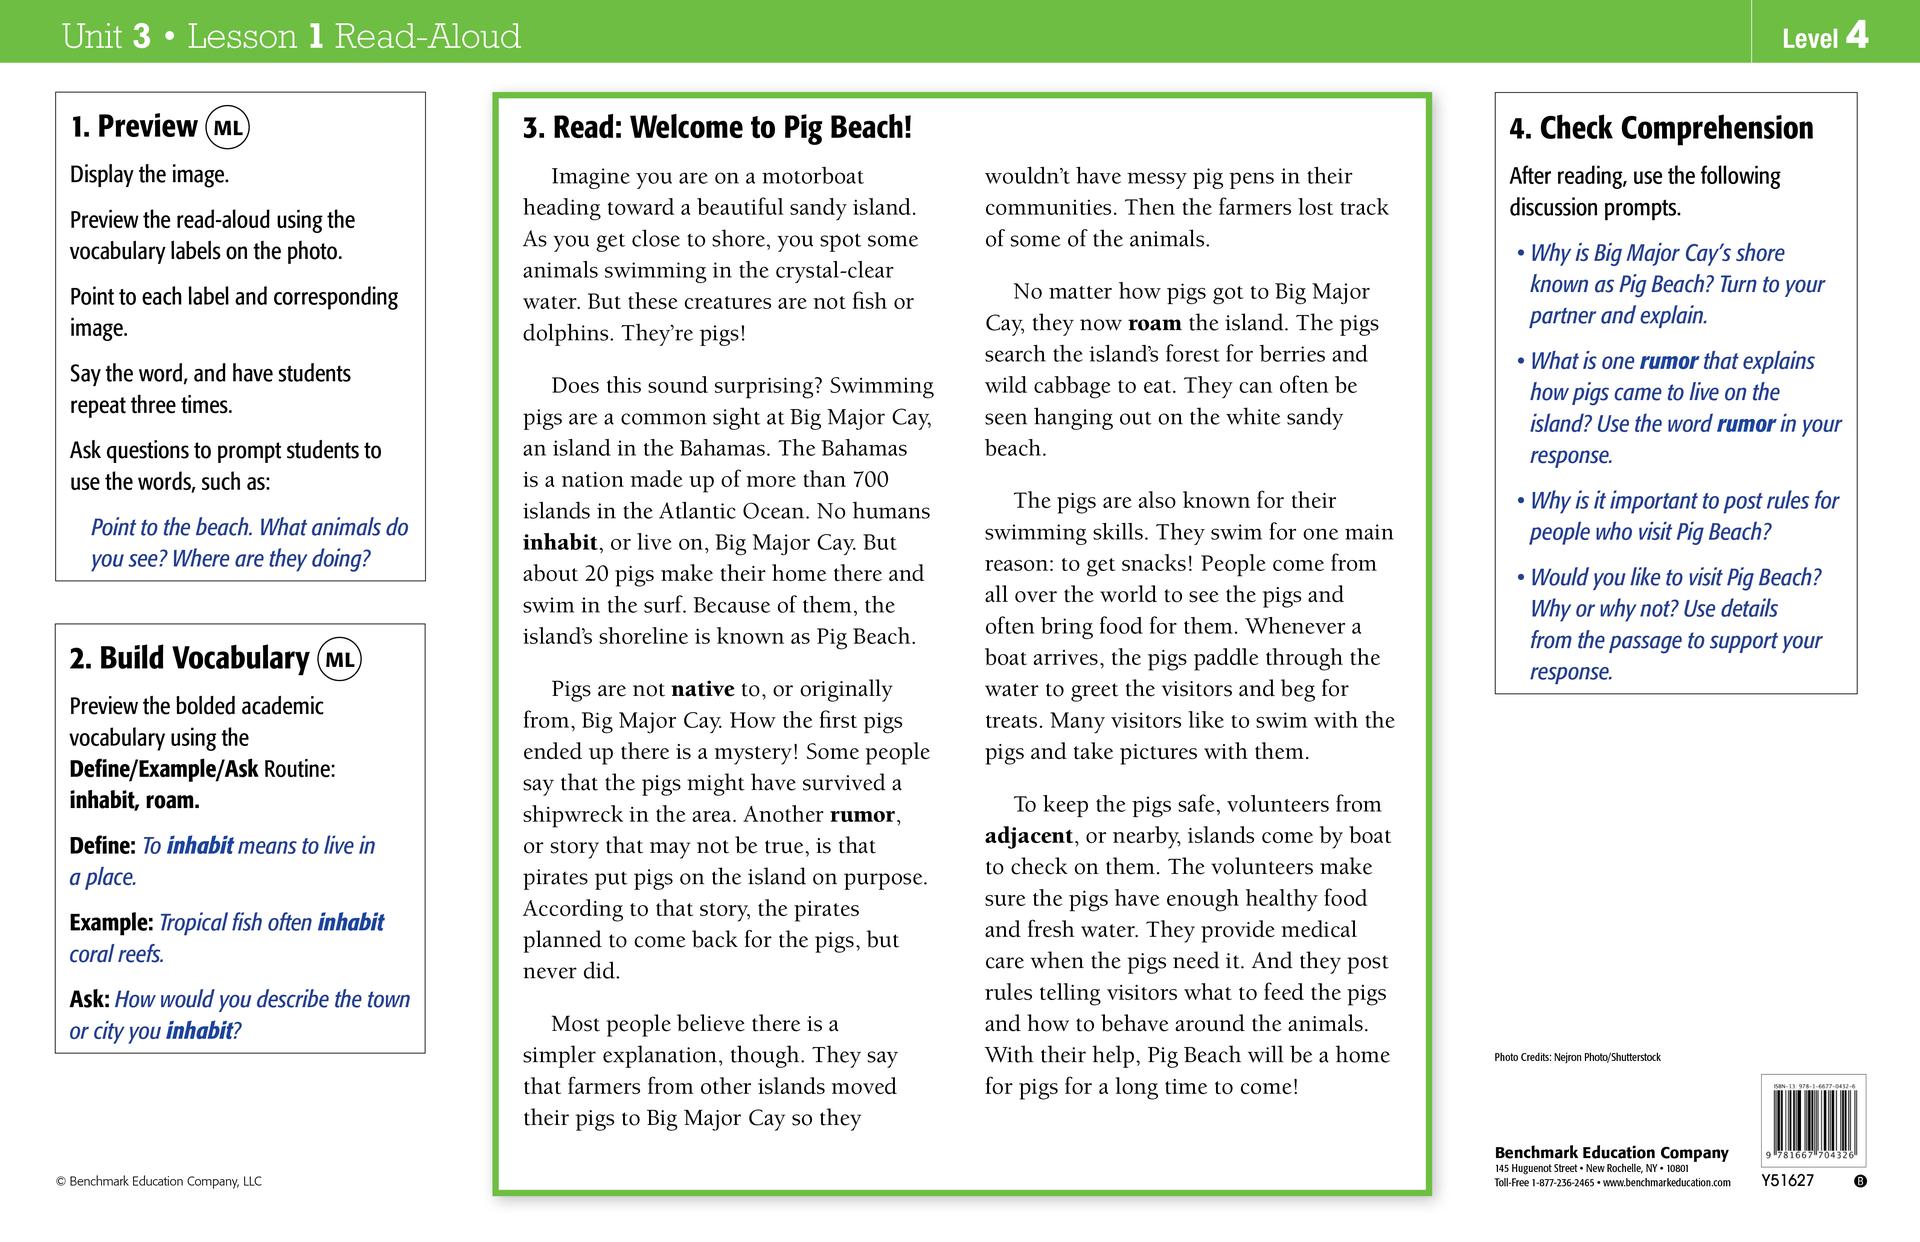 Unit 3 • Lesson 1 Read-Aloud
Level 4
1. Preview ML
Display the image.
Preview the read-aloud using the
vocabulary labels on the photo.
Point to each label and corresponding
image.
Say the word, and have students
repeat three times.
Ask questions to prompt students to
use the words, such as:
Point to the beach. What animals do
you see? Where are they doing?
2. Build Vocabulary ML
Preview the bolded academic
vocabulary using the
Define/Example/Ask Routine:
inhabit, roam.
Define: To inhabit means to live in
a place.
Example: Tropical fish often inhabit
coral reefs.
Ask: How would you describe the town
or city you inhabit?
© Benchmark Education Company, LLC
3. Read: Welcome to Pig Beach!
Imagine you are on a motorboat
heading toward a beautiful sandy island.
As you get close to shore, you spot some
animals swimming in the crystal-clear
water. But these creatures are not fish or
dolphins. They're pigs!
Does this sound surprising? Swimming
pigs are a common sight at Big Major Cay,
an island in the Bahamas. The Bahamas
is a nation made up of more than 700
islands in the Atlantic Ocean. No humans
inhabit, or live on, Big Major Cay. But
about 20 pigs make their home there and
swim in the surf. Because of them, the
island's shoreline is known as Pig Beach.
Pigs are not native to, or originally
from, Big Major Cay. How the first pigs
ended up there is a mystery! Some people
say that the pigs might have survived a
shipwreck in the area. Another rumor,
or story that may not be true, is that
pirates put pigs on the island on purpose.
According to that story, the pirates
planned to come back for the pigs, but
never did.
Most people believe there is a
simpler explanation, though. They say
that farmers from other islands moved
their pigs to Big Major Cay so they
wouldn't have messy pig pens in their
communities. Then the farmers lost track
of some of the animals.
No matter how pigs got to Big Major
Cay, they now roam the island. The pigs
search the island's forest for berries and
wild cabbage to eat. They can often be
seen hanging out on the white sandy
beach.
The pigs are also known for their
swimming skills. They swim for one main
reason: to get snacks! People come from
all over the world to see the pigs and
often bring food for them. Whenever a
boat arrives, the pigs paddle through the
water to greet the visitors and beg for
treats. Many visitors like to swim with the
pigs and take pictures with them.
To keep the pigs safe, volunteers from
adjacent, or nearby, islands come by boat
to check on them. The volunteers make
sure the pigs have enough healthy food
and fresh water. They provide medical
care when the pigs need it. And they post
rules telling visitors what to feed the pigs
and how to behave around the animals.
With their help, Pig Beach will be a home
for pigs for a long time to come!
4. Check Comprehension
After reading, use the following
discussion prompts.
• Why is Big Major Cay's shore
known as Pig Beach? Turn to your
partner and explain.
• What is one rumor that explains
how pigs came to live on the
island? Use the word rumor in your
response.
• Why is it important to post rules for
people who visit Pig Beach?
• Would you like to visit Pig Beach?
Why or why not? Use details
from the passage to support your
response.
Photo Credits: Nejron Photo/Shutterstock
Benchmark Education Company
145 Huguenot Street • New Rochelle, NY • 10801
Toll-Free 1-877-236-2465 • www.benchmarkeducation.com
ISBN-13 978-1-6677-0432-6
9 781667 704326
Y51627
B